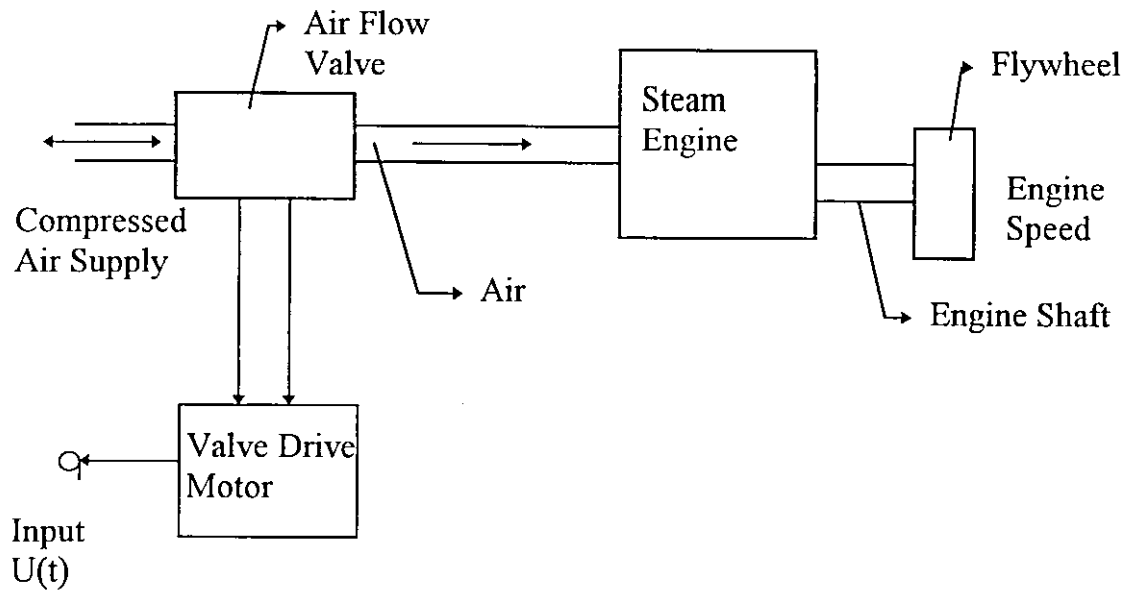 Air Flow
Valve
Steam
Engine
Flywheel
Engine
Speed
Compressed
Air Supply
Air
Engine Shaft
Valve Drive
Motor
Input
U(t)